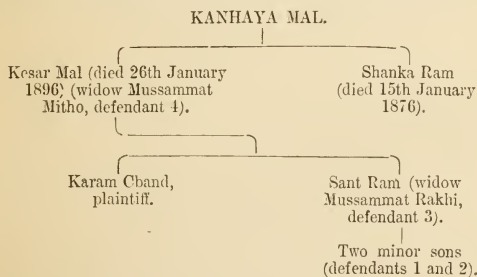 KANHAYA MAL.
Kesar Mal (died 26th January
1896) (widow Mussammat
Mitho, defendant 4).
Shanka Ram
(died 15th January
1876).
Karam Chand,
plaintiff.
Sant Ram (widow
Mussammat Rakhi,
defendant 3).
Two minor sons
(defendants 1 and 2).